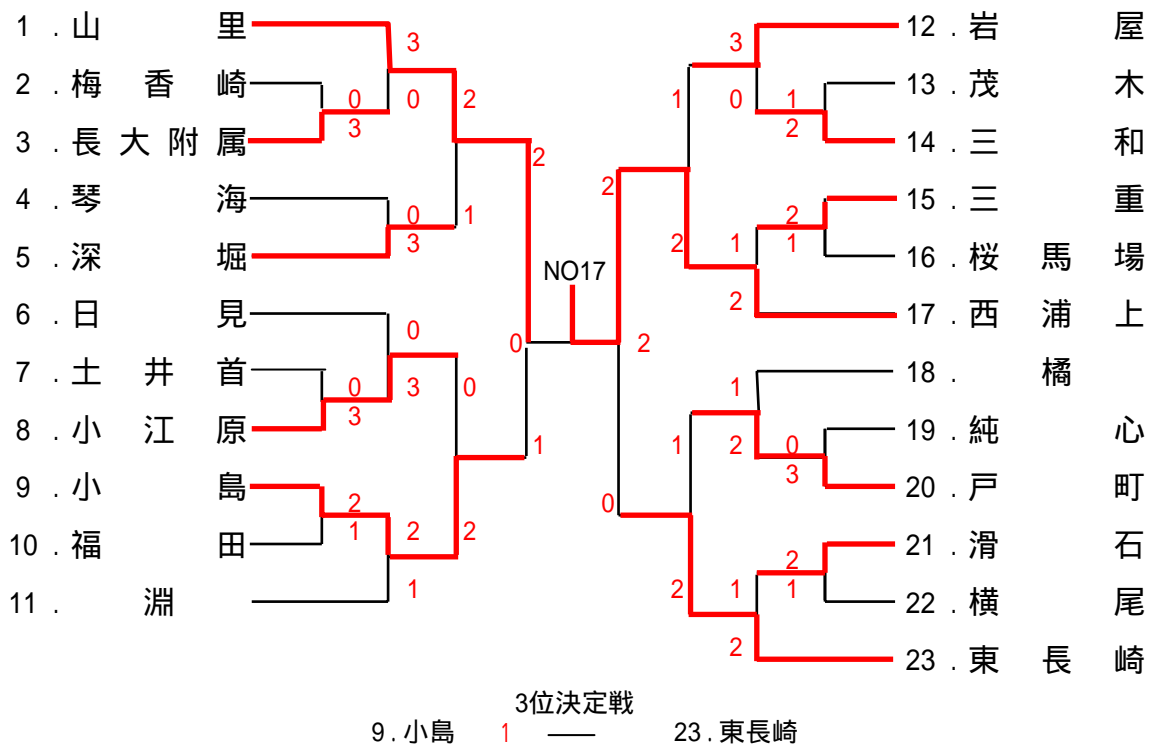 1 . 山 里
3
2 . 梅 香 崎
0
0
2
3
3 . 長 大 附 属
2
4 . 琴 海
0
1
3
5 . 深 堀
NO17
6 . 日 見
0
0
7 . 土 井 首
0
3
0
3
8 . 小 江 原
1
9 . 小 島
2
1
2
2
10 . 福 田
1
11 . 淵
12 . 岩 屋
3
13 . 茂 木
1
0
1
2
14 . 三 和
2
15 . 三 重
2
2
1
1
16 . 桜 馬 場
2
17 . 西 浦 上
2
18 . 橘
1
19 . 純 心
1
2
0
3
20 . 戸 町
0
21 . 滑 石
2
2
1
1
22 . 横 尾
2
23 . 東 長 崎
3位決定戦
9 . 小島 1 ── 23 . 東長崎